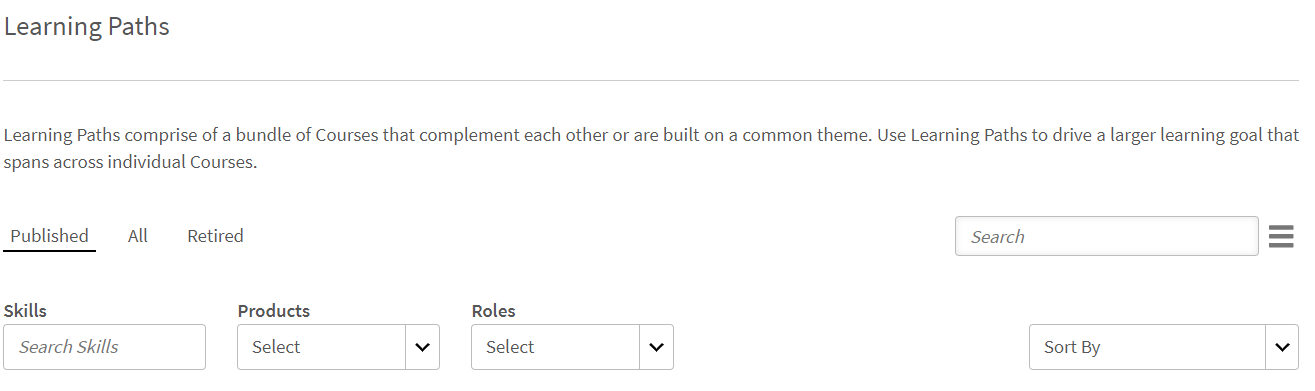 Learning Paths
Learning Paths comprise of a bundle of Courses that complement each other or are built on a common theme. Use Learning Paths to drive a larger learning goal that
spans across individual Courses.
Published All Retired Search
Skills Products Roles
Search Skills Select Select Sort By